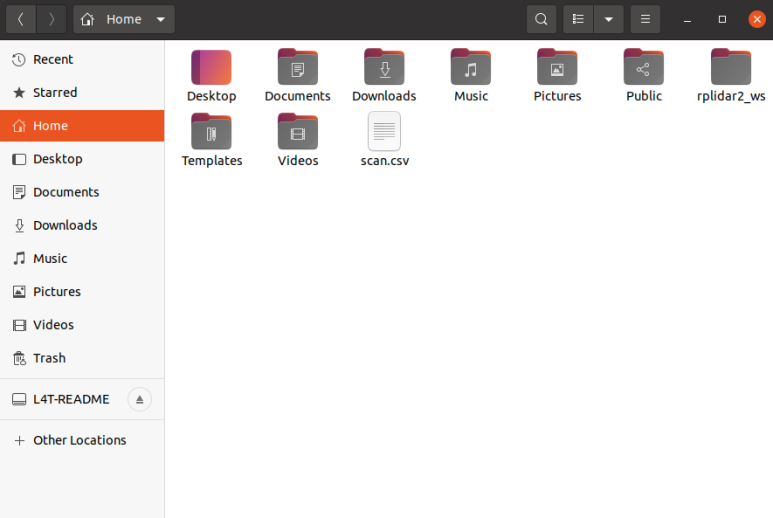 Home
Recent
Starred
Home
Desktop
Documents
Downloads
Music
Pictures
Videos
Trash
L4T-README
Other Locations
Desktop Documents Downloads Music Pictures Public rplidar2_ws
Templates Videos scan.csv